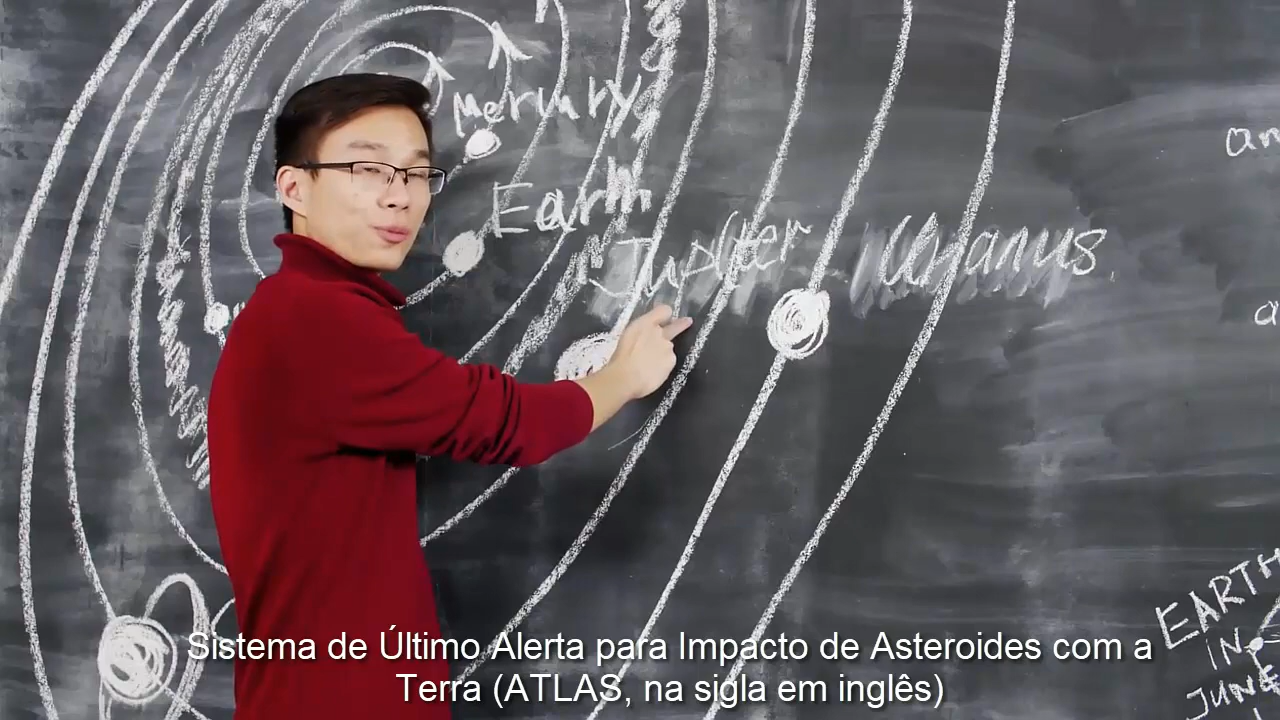 Mercury
Earth
Jupiter
Uranus
an
a
EARTH
IN
JUNE
Sistema de Último Alerta para Impacto de Asteroides com a
Terra (ATLAS, na sigla em inglês)